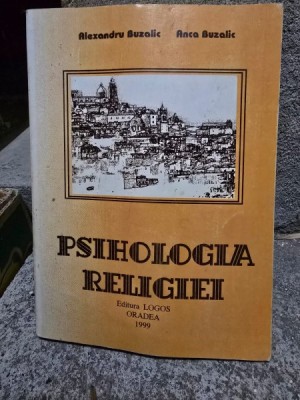 Alexandru Buzalic Anca Buzalic
PSIHOLOGIA
RELIGIEI
Editura LOGOS
ORADEA
1999